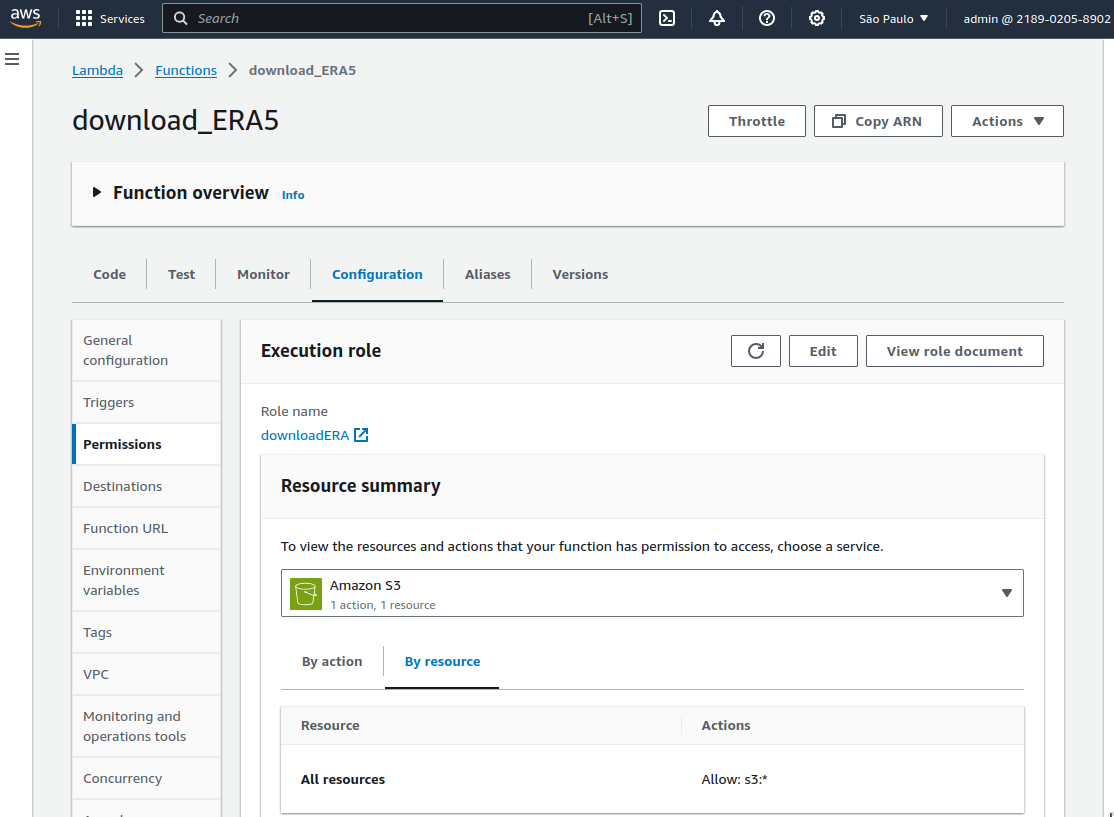 aws Services Search [Alt+S] São Paulo admin @ 2189-0205-8902
Lambda Functions download_ERA5
download_ERA5
Throttle Copy ARN Actions
Function overview Info
Code Test Monitor Configuration Aliases Versions
General
configuration
Triggers
Permissions
Destinations
Function URL
Environment
variables
Tags
VPC
Monitoring and
operations tools
Concurrency
Execution role
Edit View role document
Role name
downloadERA
Resource summary
To view the resources and actions that your function has permission to access, choose a service.
Amazon S3
1 action, 1 resource
By action By resource
Resource Actions
All resources Allow: s3:*